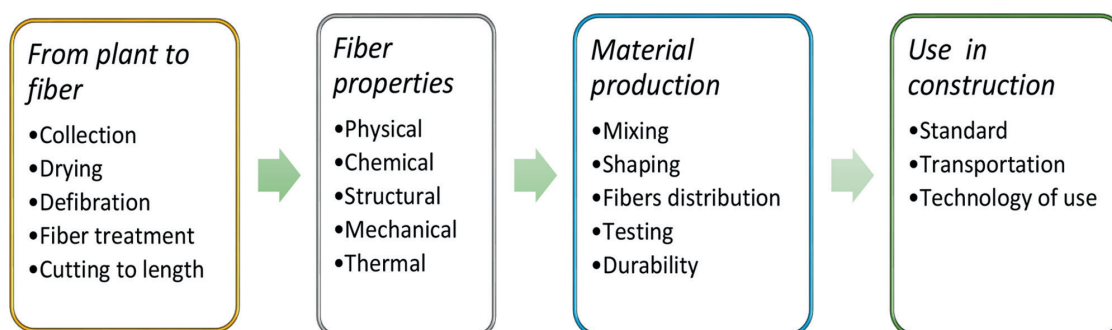 From plant to
fiber
•Collection
•Drying
•Defibration
•Fiber treatment
•Cutting to length
Fiber
properties
•Physical
•Chemical
•Structural
•Mechanical
•Thermal
Material
production
•Mixing
•Shaping
•Fibers distribution
•Testing
•Durability
Use in
construction
•Standard
•Transportation
•Technology of use